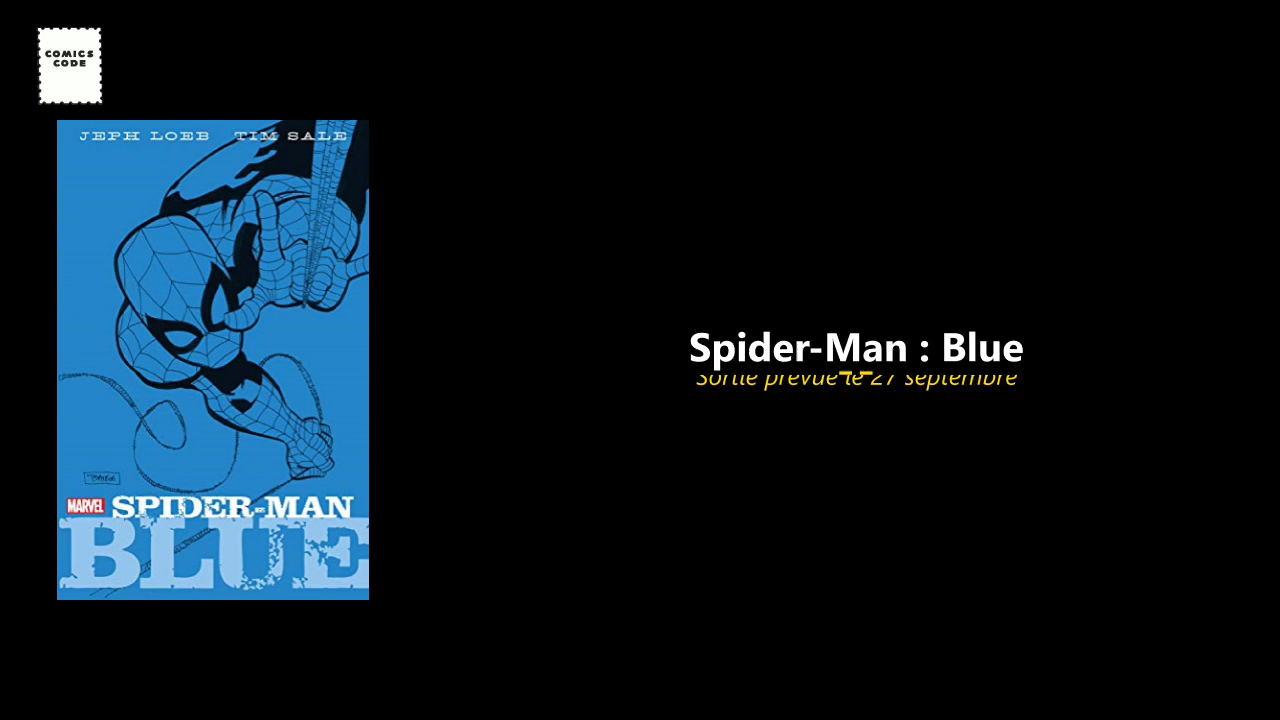 COMICS
CODE
JEPH LOEB TIM SALE
MARVEL SPIDER-MAN
BLUE
Spider-Man : Blue
Sortie prévue le 27 septembre